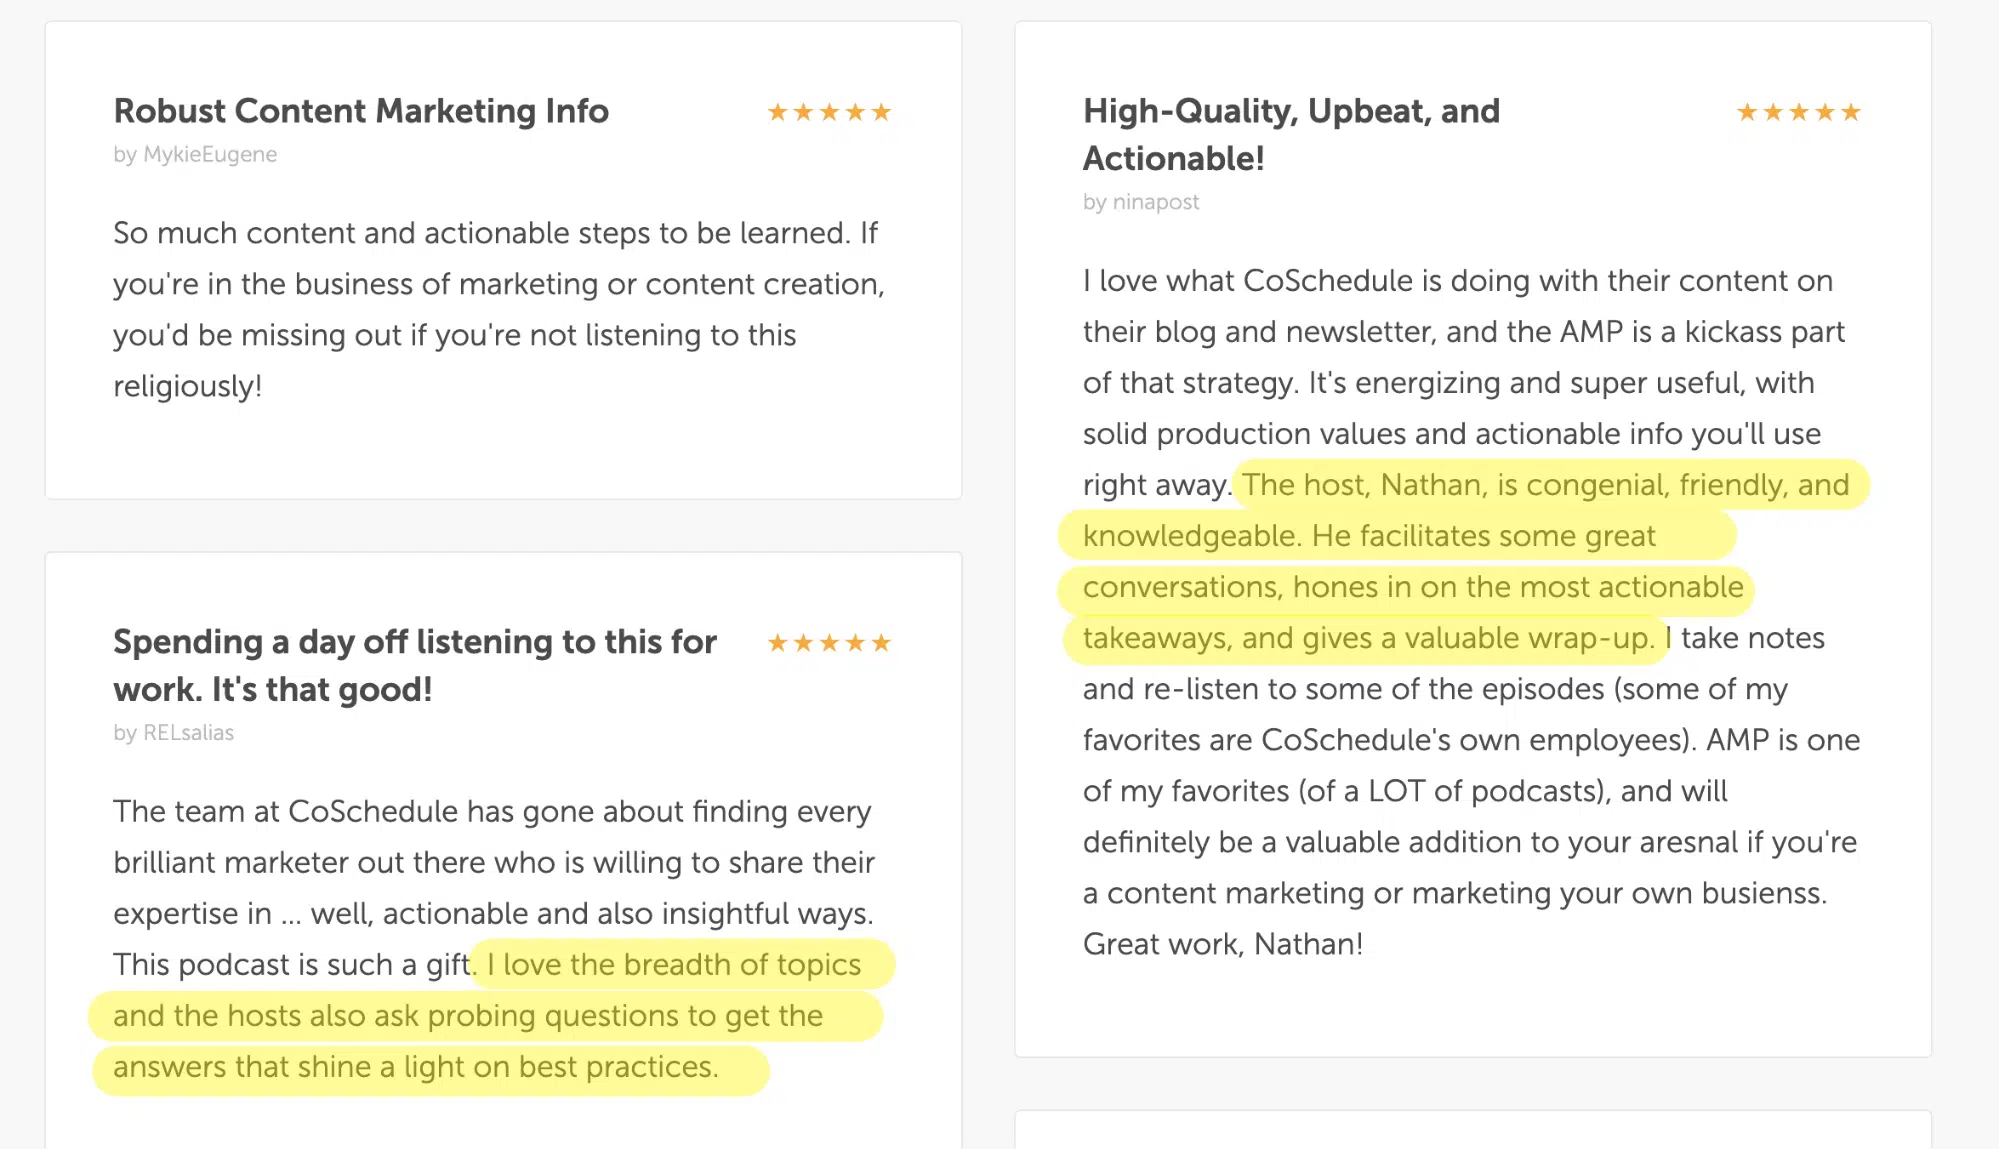 Robust Content Marketing Info
by MykieEugene
So much content and actionable steps to be learned. If
you're in the business of marketing or content creation,
you'd be missing out if you're not listening to this
religiously!
Spending a day off listening to this for
work. It's that good!
by RELsalias
The team at CoSchedule has gone about finding every
brilliant marketer out there who is willing to share their
expertise in ... well, actionable and also insightful ways.
This podcast is such a gift. I love the breadth of topics
and the hosts also ask probing questions to get the
answers that shine a light on best practices.
High-Quality, Upbeat, and
Actionable!
by ninapost
I love what CoSchedule is doing with their content on
their blog and newsletter, and the AMP is a kickass part
of that strategy. It's energizing and super useful, with
solid production values and actionable info you'll use
right away. The host, Nathan, is congenial, friendly, and
knowledgeable. He facilitates some great
conversations, hones in on the most actionable
takeaways, and gives a valuable wrap-up. I take notes
and re-listen to some of the episodes (some of my
favorites are CoSchedule's own employees). AMP is one
of my favorites (of a LOT of podcasts), and will
definitely be a valuable addition to your aresnal if you're
a content marketing or marketing your own busienss.
Great work, Nathan!